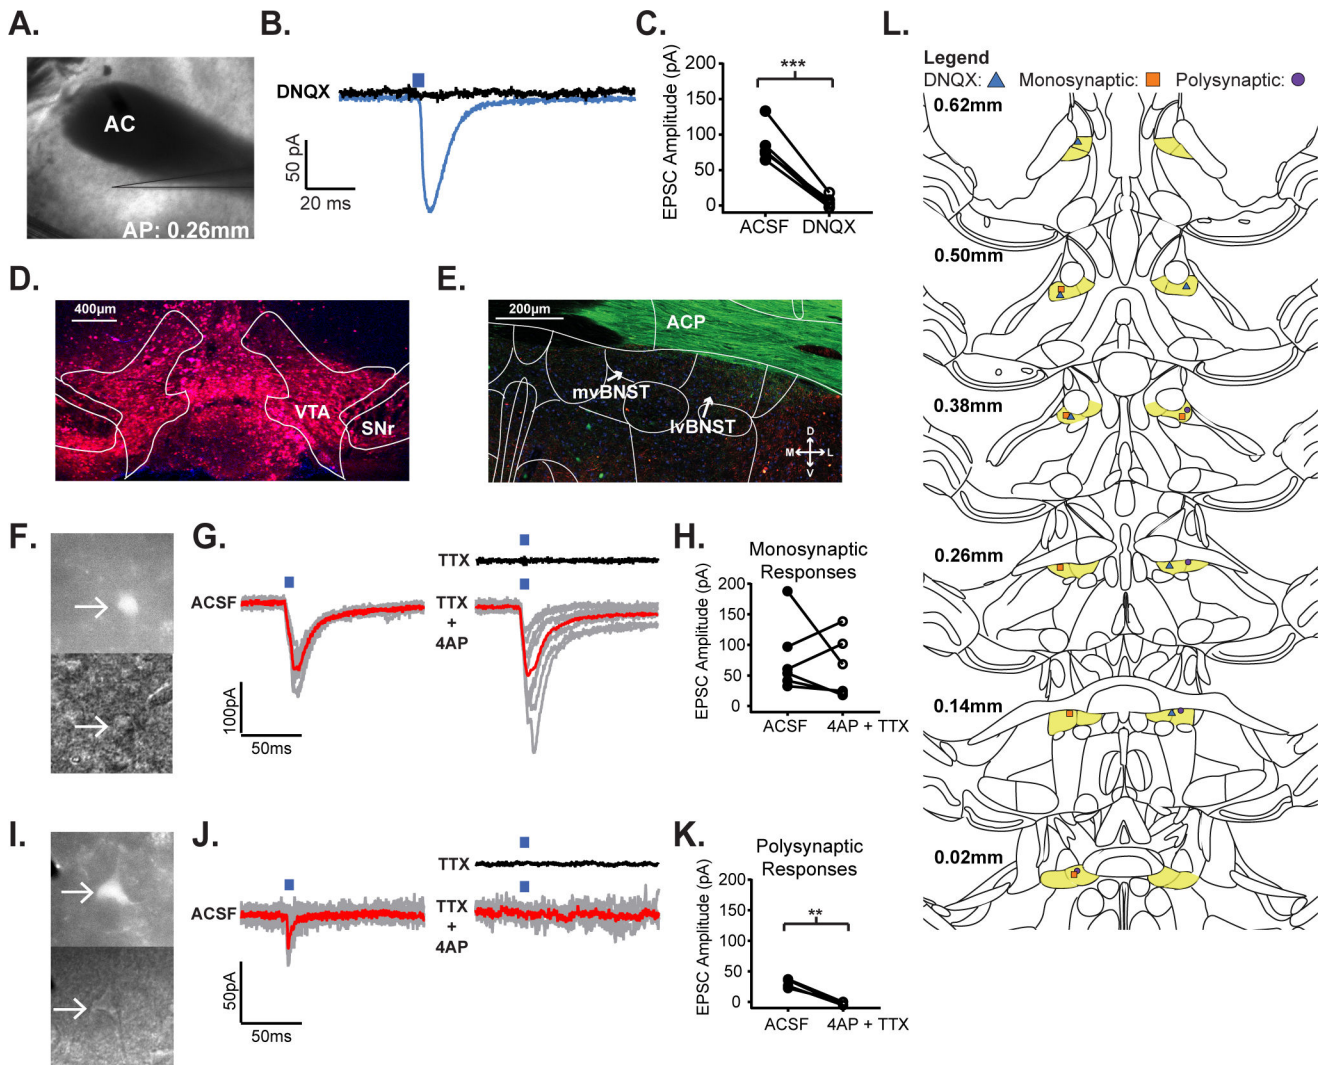 A.
AC
AP: 0.26mm
B.
DNQX
50 pA
20 ms
C.
EPSC Amplitude (pA)
200
150
100
50
0
***
ACSF
DNQX
D.
400µm
VTA
SNr
E.
200µm
ACP
mvBNST
lvBNST
D
M
L
V
F.
G.
ACSF
100pA
50ms
TTX
TTX
+
4AP
H.
Monosynaptic
Responses
EPSC Amplitude (pA)
200
150
100
50
0
ACSF
4AP + TTX
I.
J.
ACSF
50pA
50ms
TTX
TTX
+
4AP
K.
Polysynaptic
Responses
EPSC Amplitude (pA)
200
150
100
50
0
**
ACSF
4AP + TTX
L.
Legend
DNQX:
Monosynaptic:
Polysynaptic:
0.62mm
0.50mm
0.38mm
0.26mm
0.14mm
0.02mm